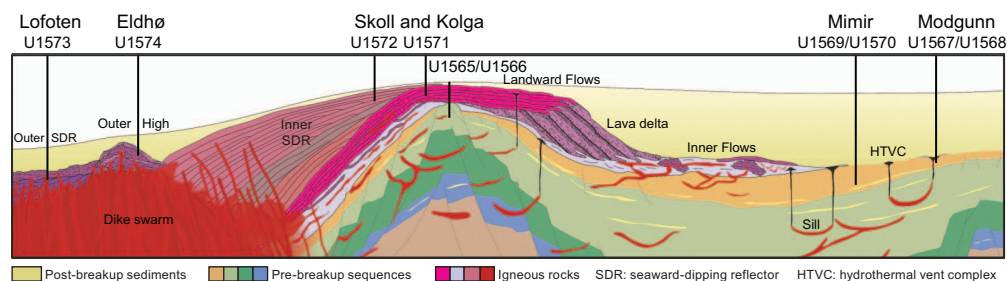 Lofoten
U1573
Eldhø
U1574
Skoll and Kolga
U1572 U1571
U1565/U1566
Mimir
U1569/U1570
Modgunn
U1567/U1568
Landward Flows
Outer SDR
Outer High
Inner
SDR
Lava delta
Inner Flows
HTVC
Dike swarm
Sill
Post-breakup sediments
Pre-breakup sequences
Igneous rocks
SDR: seaward-dipping reflector
HTVC: hydrothermal vent complex